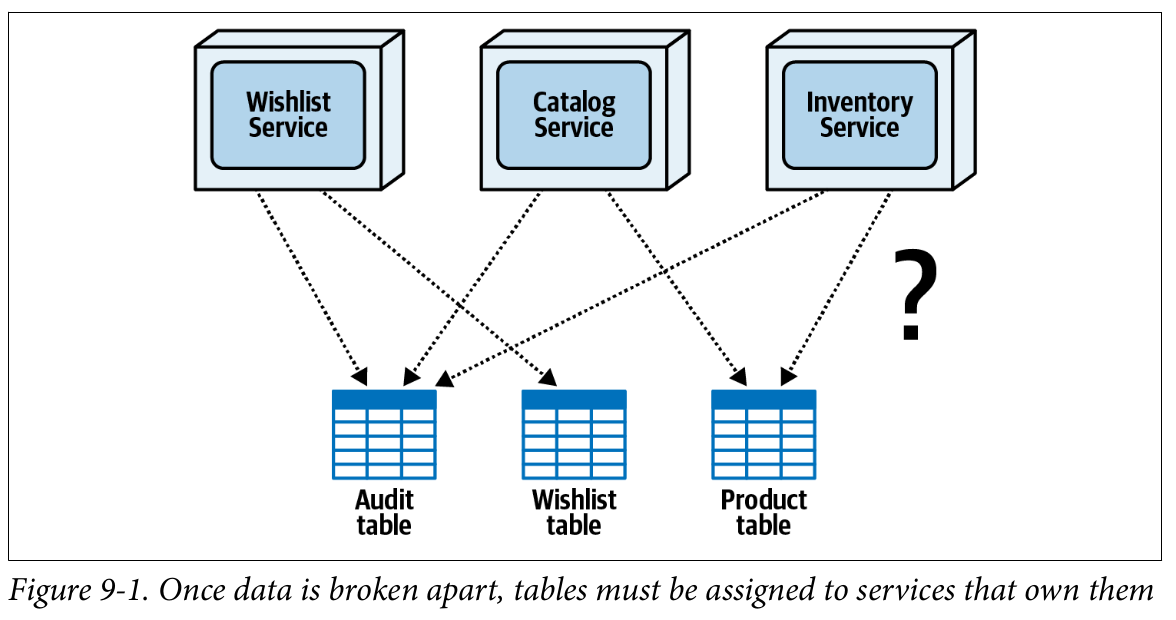 Wishlist
Service
Catalog
Service
Inventory
Service
?
Audit
table
Wishlist
table
Product
table
Figure 9-1. Once data is broken apart, tables must be assigned to services that own them